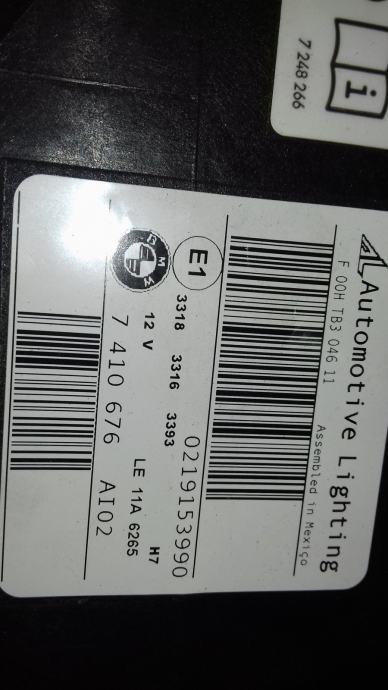 i
7 248 266
Automotive Lighting
F 00H TB3 046 11
Assembled in Mexico
0219153990
E1
3318 3316 3393
H7
12 V
LE 11A 6265
BMW
7 410 676 AI02